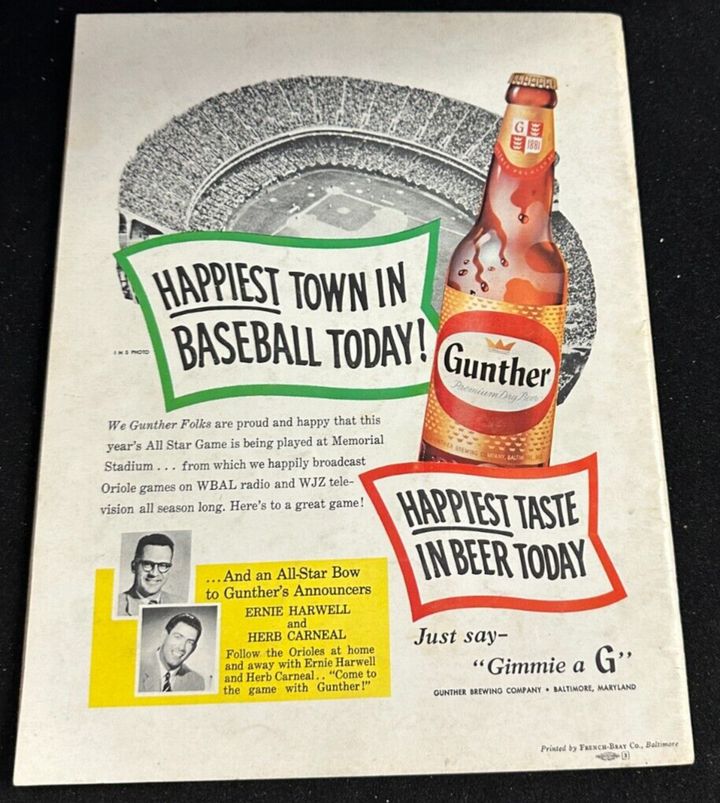 G
1881
HAPPIEST TOWN IN
BASEBALL TODAY!
I M D PHOTO
Gunther
Premium Dry Beer
We Gunther Folks are proud and happy that this
year's All Star Game is being played at Memorial
Stadium . . . from which we happily broadcast
Oriole games on WBAL radio and WJZ tele-
vision all season long. Here's to a great game!
HAPPIEST TASTE
IN BEER TODAY
...And an All-Star Bow
to Gunther's Announcers
ERNIE HARWELL
and
HERB CARNEAL
Follow the Orioles at home
and away with Ernie Harwell
and Herb Carneal . . "Come to
the game with Gunther!"
Just say–
"Gimmie a G"
GUNTHER BREWING COMPANY • BALTIMORE, MARYLAND
Printed by FRENCH-BRAY Co., Baltimore